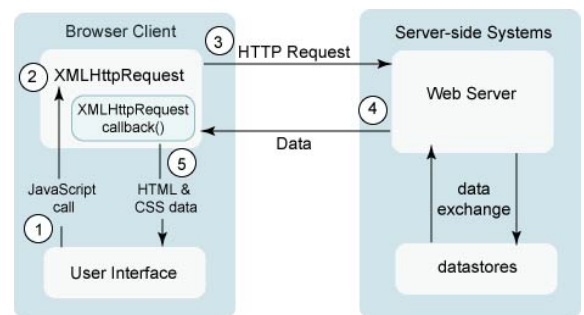 Browser Client
Server-side Systems
3
HTTP Request
2
XMLHttpRequest
Web Server
XMLHttpRequest
callback()
4
Data
5
JavaScript
call
HTML &
CSS data
data
exchange
1
User Interface
datastores